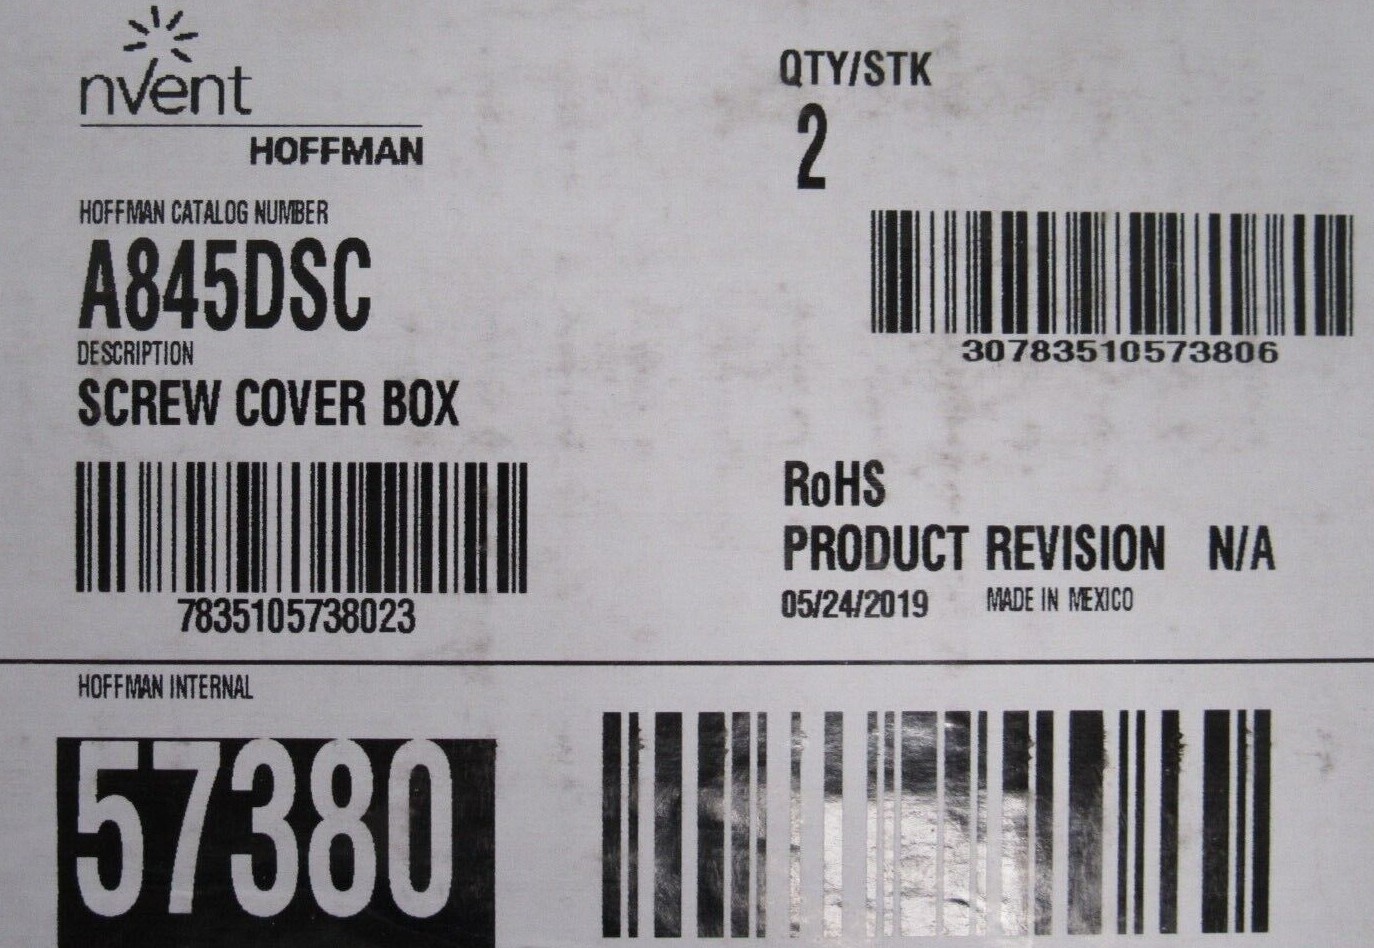 nvent
HOFFMAN
HOFFMAN CATALOG NUMBER
A845DSC
DESCRIPTION
SCREW COVER BOX
7835105738023
QTY/STK
2
30783510573806
RoHS
PRODUCT REVISION N/A
05/24/2019 MADE IN MEXICO
HOFFMAN INTERNAL
57380